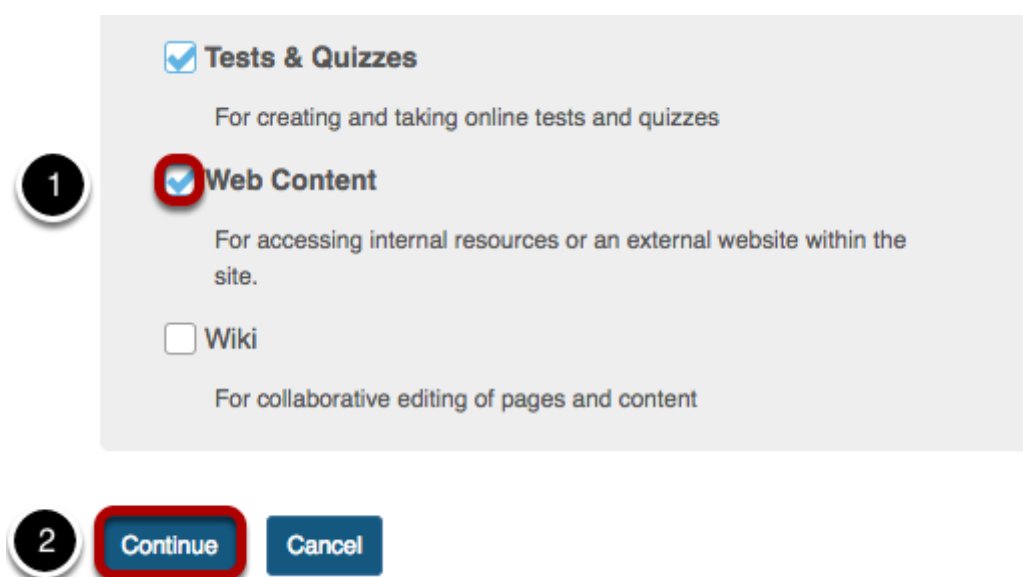 Tests & Quizzes
For creating and taking online tests and quizzes
1
Web Content
For accessing internal resources or an external website within the
site.
Wiki
For collaborative editing of pages and content
2
Continue
Cancel